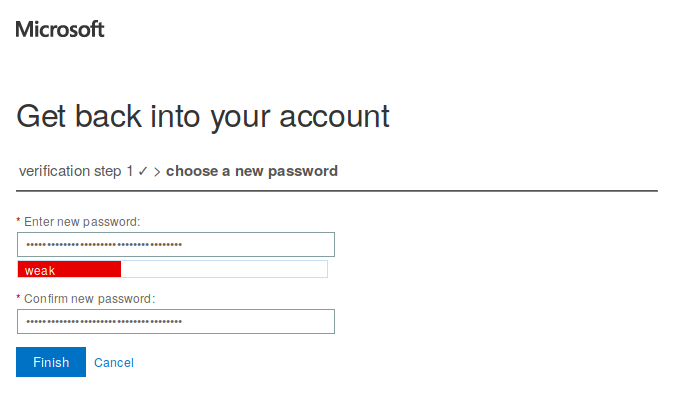 Microsoft
Get back into your account
verification step 1 ✓ > choose a new password
* Enter new password:
weak
* Confirm new password:
Finish Cancel